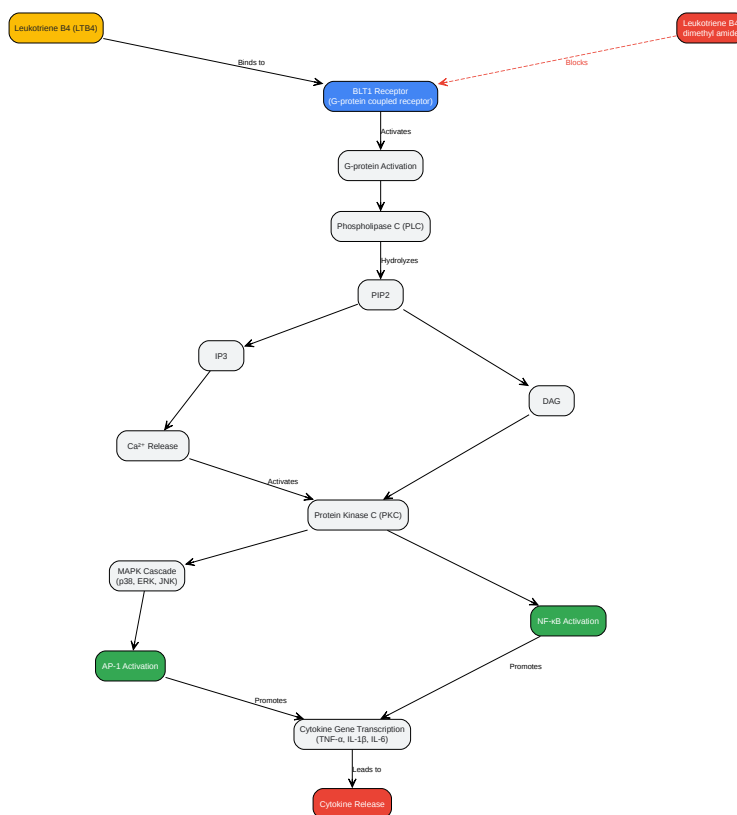 Leukotriene B4 (LTB4)
Leukotriene B4
dimethyl amide
Binds to
Blocks
BLT1 Receptor
(G-protein coupled receptor)
Activates
G-protein Activation
Phospholipase C (PLC)
Hydrolyzes
PIP2
IP3
DAG
Ca²⁺ Release
Activates
Protein Kinase C (PKC)
MAPK Cascade
(p38, ERK, JNK)
NF-κB Activation
AP-1 Activation
Promotes
Promotes
Cytokine Gene Transcription
(TNF-α, IL-1β, IL-6)
Leads to
Cytokine Release